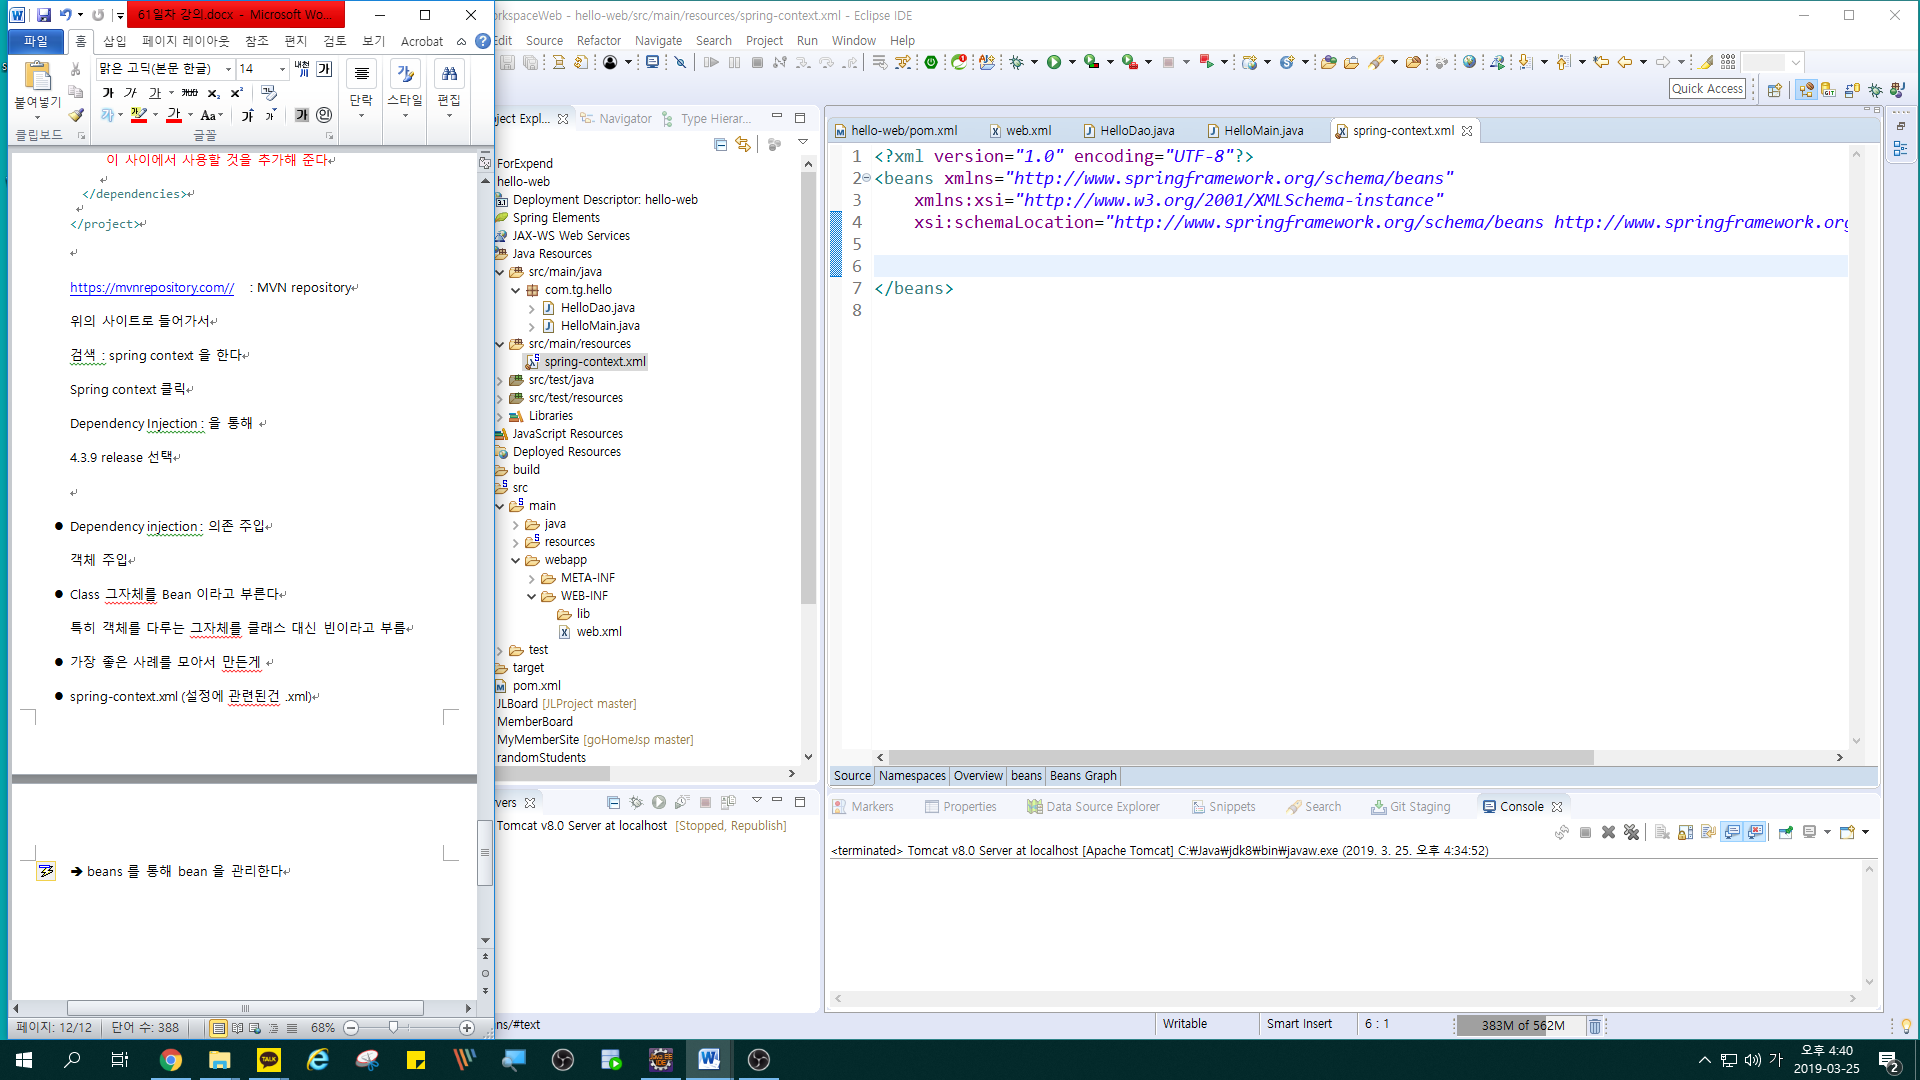 61일차 강의.docx - Microsoft Wo...
파일 홈 삽입 페이지 레이아웃 참조 편지 검토 보기 Acrobat
붙여넣기
맑은 고딕(본문 한글) 14
단락 스타일 편집
클립보드 글꼴
이 사이에서 사용할 것을 추가해 준다
</dependencies>
</project>
https://mvnrepository.com// : MVN repository
위의 사이트로 들어가서
검색 : spring context 을 한다
Spring context 클릭
Dependency Injection : 을 통해
4.3.9 release 선택
● Dependency injection : 의존 주입
객체 주입
● Class 그자체를 Bean 이라고 부른다
특히 객체를 다루는 그자체를 클래스 대신 빈이라고 부름
● 가장 좋은 사례를 모아서 만든게
● spring-context.xml (설정에 관련된건 .xml)
➔ beans 를 통해 bean 을 관리한다
페이지: 12/12 단어 수: 388 68%
orkspaceWeb - hello-web/src/main/resources/spring-context.xml - Eclipse IDE
Edit Source Refactor Navigate Search Project Run Window Help
Quick Access
ject Expl... Navigator Type Hierar...
ForExpend
hello-web
Deployment Descriptor: hello-web
Spring Elements
JAX-WS Web Services
Java Resources
src/main/java
com.tg.hello
HelloDao.java
HelloMain.java
src/main/resources
spring-context.xml
src/test/java
src/test/resources
Libraries
JavaScript Resources
Deployed Resources
build
src
main
java
resources
webapp
META-INF
WEB-INF
lib
web.xml
test
target
pom.xml
JLBoard [JLProject master]
MemberBoard
MyMemberSite [goHomeJsp master]
randomStudents
vers
Tomcat v8.0 Server at localhost [Stopped, Republish]
hello-web/pom.xml web.xml HelloDao.java HelloMain.java spring-context.xml
1 <?xml version="1.0" encoding="UTF-8"?>
2 <beans xmlns="http://www.springframework.org/schema/beans"
3 xmlns:xsi="http://www.w3.org/2001/XMLSchema-instance"
4 xsi:schemaLocation="http://www.springframework.org/schema/beans http://www.springframework.org
5
6
7 </beans>
8
Source Namespaces Overview beans Beans Graph
Markers Properties Data Source Explorer Snippets Search Git Staging Console
<terminated> Tomcat v8.0 Server at localhost [Apache Tomcat] C:₩Java₩jdk8₩bin₩javaw.exe (2019. 3. 25. 오후 4:34:52)
ns/#text Writable Smart Insert 6 : 1 383M of 562M
가 오후 4:40
2019-03-25
2